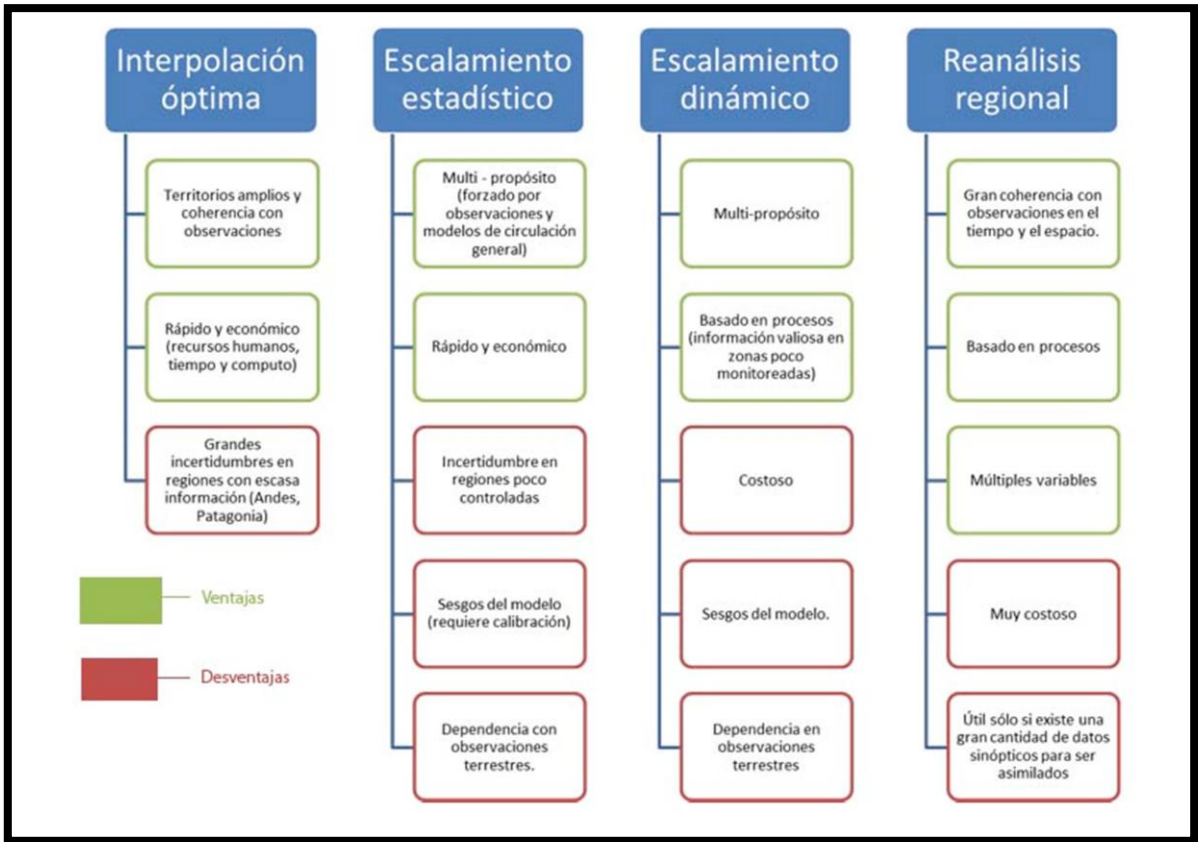 Interpolación
óptima
Territorios amplios y
coherencia con
observaciones
Rápido y económico
(recursos humanos,
tiempo y computo)
Grandes
incertidumbres en
regiones con escasa
información (Andes,
Patagonia)
Escalamiento
estadístico
Multi - propósito
(forzado por
observaciones y
modelos de circulación
general)
Rápido y económico
Incertidumbre en
regiones poco
controladas
Sesgos del modelo
(requiere calibración)
Dependencia con
observaciones
terrestres.
Escalamiento
dinámico
Multi-propósito
Basado en procesos
(información valiosa en
zonas poco
monitoreadas)
Costoso
Sesgos del modelo.
Dependencia en
observaciones
terrestres
Reanálisis
regional
Gran coherencia con
observaciones en el
tiempo y el espacio.
Basado en procesos
Múltiples variables
Muy costoso
Útil sólo si existe una
gran cantidad de datos
sinópticos para ser
asimilados
Ventajas
Desventajas